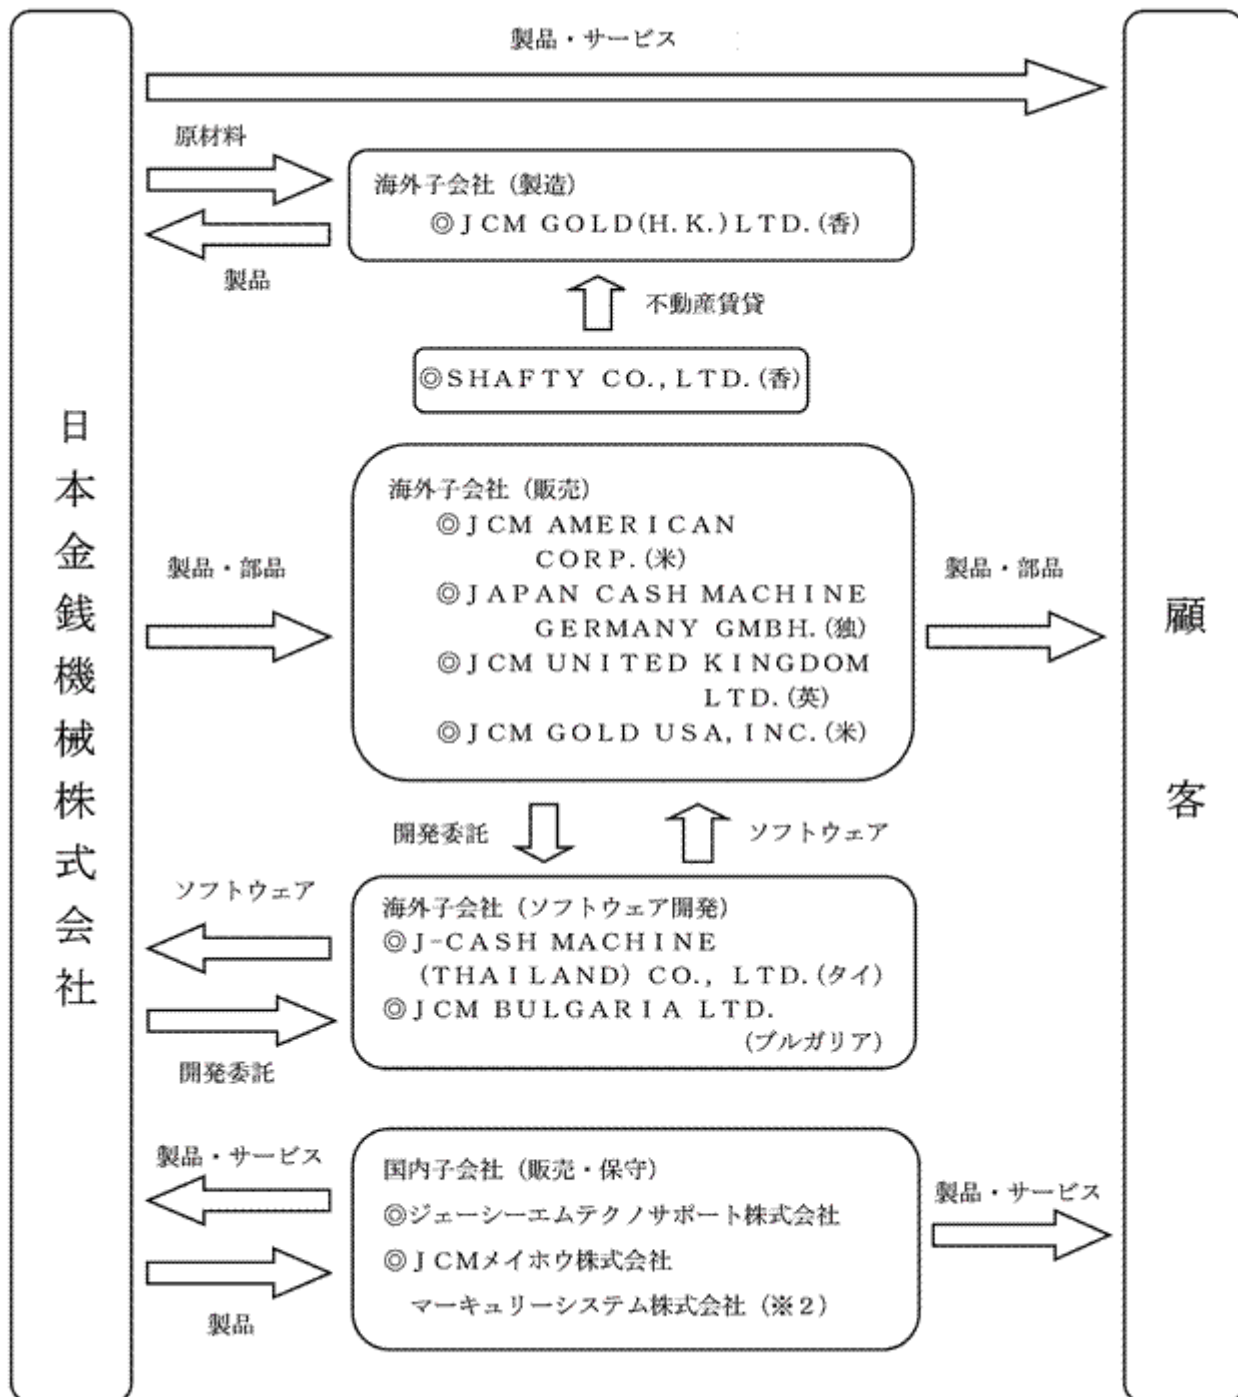 日本金銭機械株式会社
製品・サービス
原材料
製品
海外子会社（製造）
◎ＪＣＭ ＧＯＬＤ(Ｈ.Ｋ.)ＬＴＤ.(香)
不動産賃貸
◎ＳＨＡＦＴＹ ＣＯ.,ＬＴＤ.(香)
製品・部品
海外子会社（販売）
◎ＪＣＭ ＡＭＥＲＩＣＡＮ
ＣＯＲＰ.(米)
◎ＪＡＰＡＮ ＣＡＳＨ ＭＡＣＨＩＮＥ
ＧＥＲＭＡＮＹ ＧＭＢＨ.(独)
◎ＪＣＭ ＵＮＩＴＥＤ ＫＩＮＧＤＯＭ
ＬＴＤ.(英)
◎ＪＣＭ ＧＯＬＤ ＵＳＡ,ＩＮＣ.(米)
製品・部品
開発委託
ソフトウェア
ソフトウェア
開発委託
海外子会社（ソフトウェア開発）
◎Ｊ-ＣＡＳＨ ＭＡＣＨＩＮＥ
(ＴＨＡＩＬＡＮＤ) ＣＯ., ＬＴＤ.(タイ)
◎ＪＣＭ ＢＵＬＧＡＲＩＡ ＬＴＤ.
(ブルガリア)
製品・サービス
製品
国内子会社（販売・保守）
◎ジェーシーエムテクノサポート株式会社
◎ＪＣＭメイホウ株式会社
マーキュリーシステム株式会社（※２）
製品・サービス
顧客